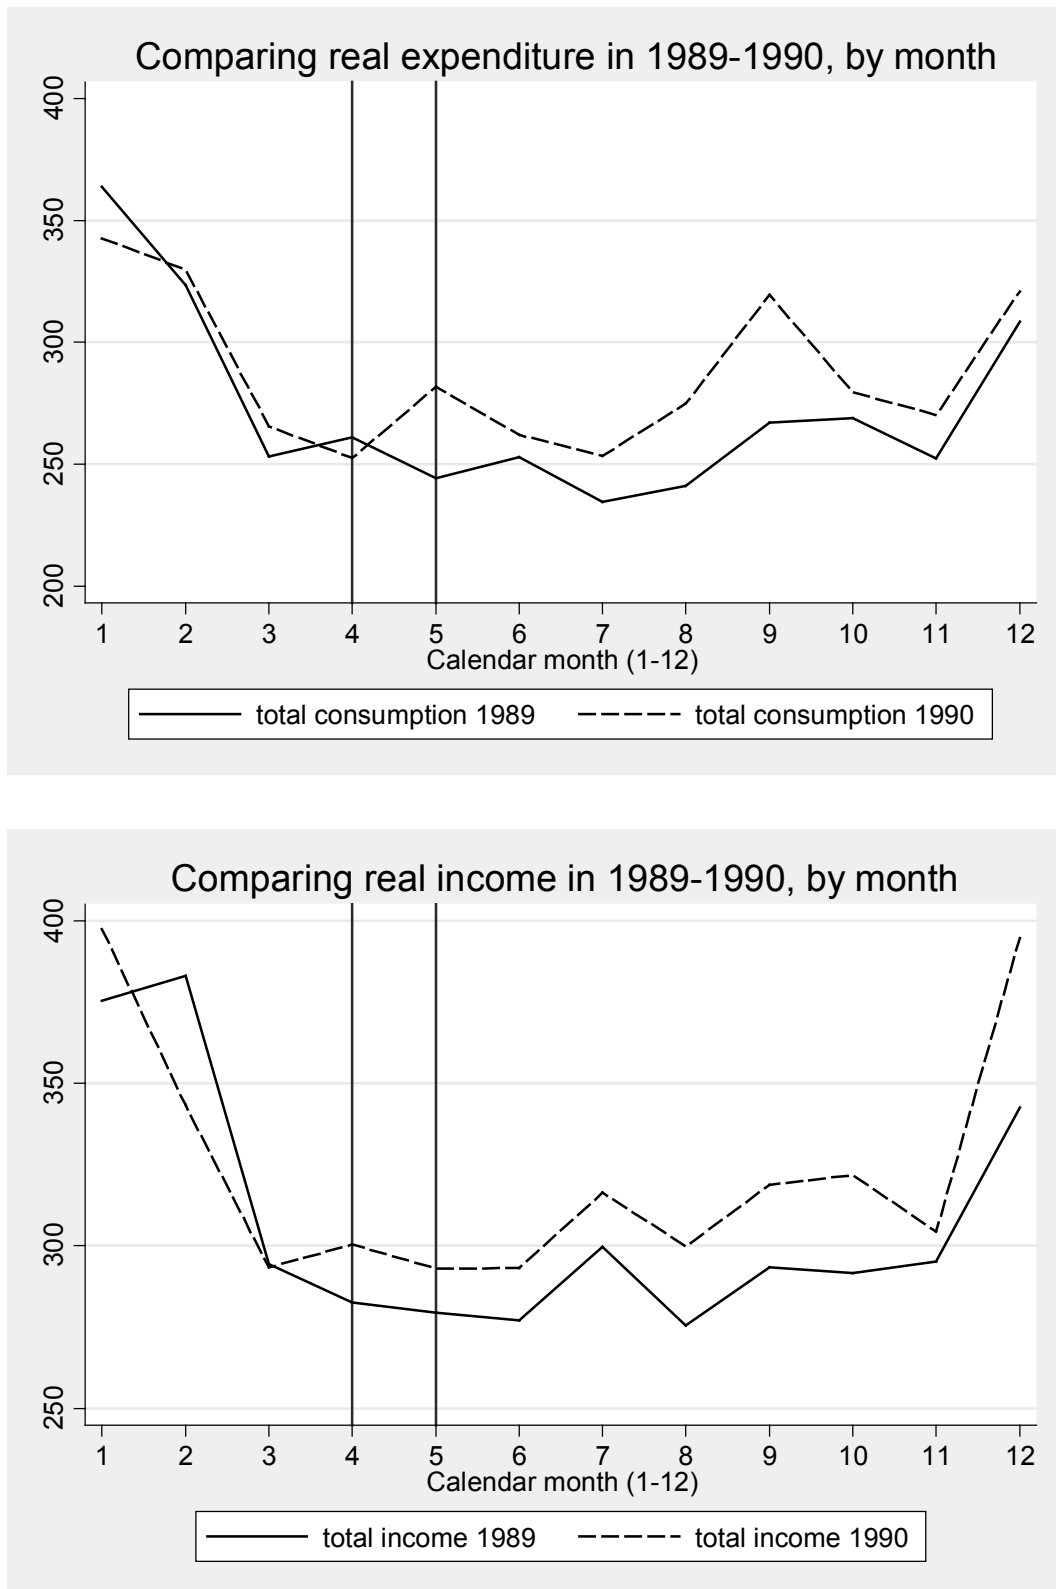 Comparing real expenditure in 1989-1990, by month
400
350
300
250
200
1 2 3 4 5 6 7 8 9 10 11 12
Calendar month (1-12)
total consumption 1989 total consumption 1990
Comparing real income in 1989-1990, by month
400
350
300
250
1 2 3 4 5 6 7 8 9 10 11 12
Calendar month (1-12)
total income 1989 total income 1990